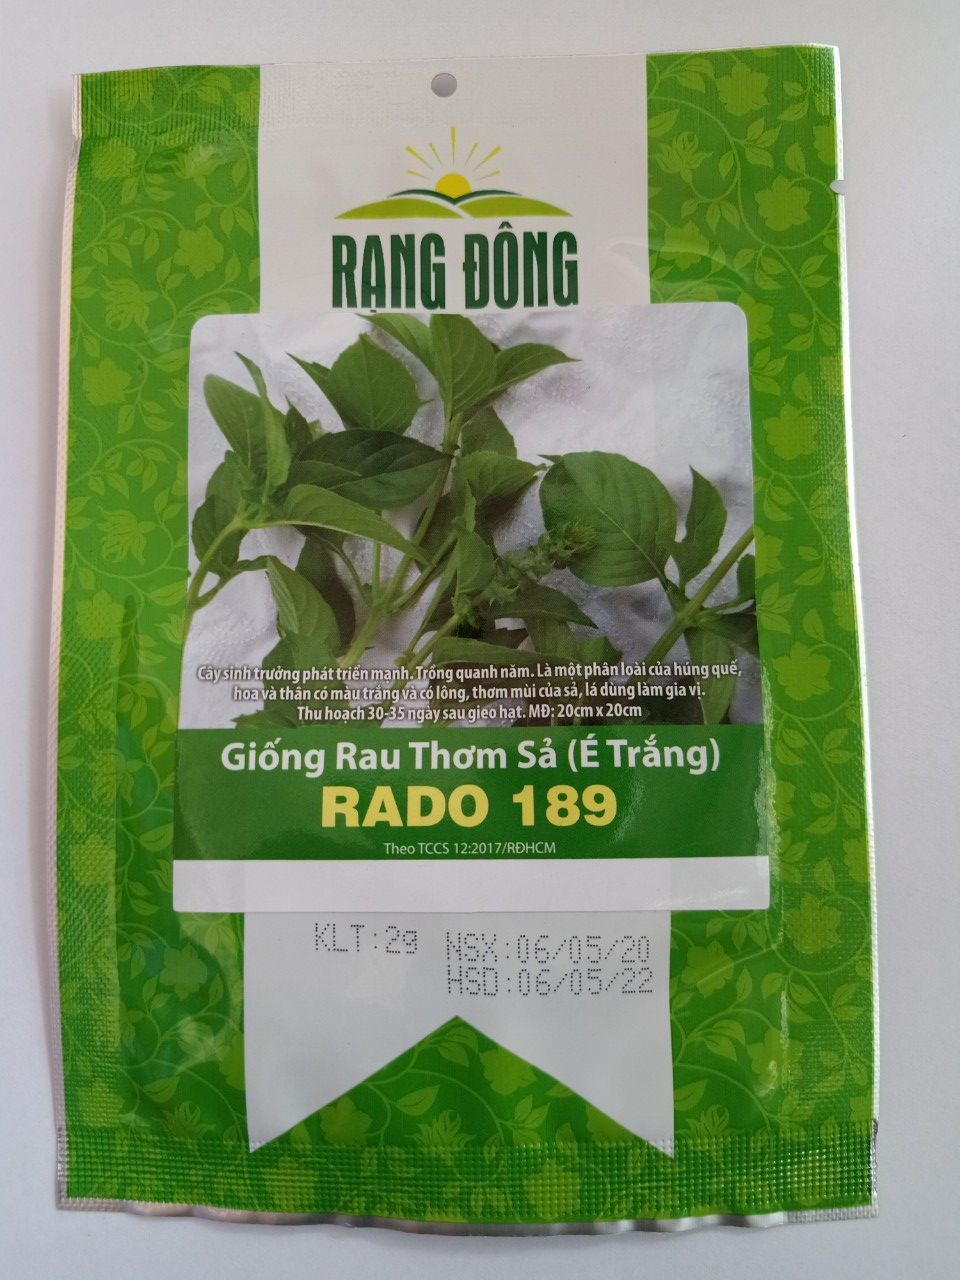 RẠNG ĐÔNG
Cây sinh trưởng phát triển mạnh. Trồng quanh năm. Là một phân loài của húng quế,
hoa và thân có màu trắng và có lông, thơm mùi của sả, lá dùng làm gia vị.
Thu hoạch 30-35 ngày sau gieo hạt. MĐ: 20cm x 20cm
Giống Rau Thơm Sả (É Trắng)
RADO 189
Theo TCCS 12:2017/RĐHCM
KLT:2g NSX:06/05/20
HSD:06/05/22